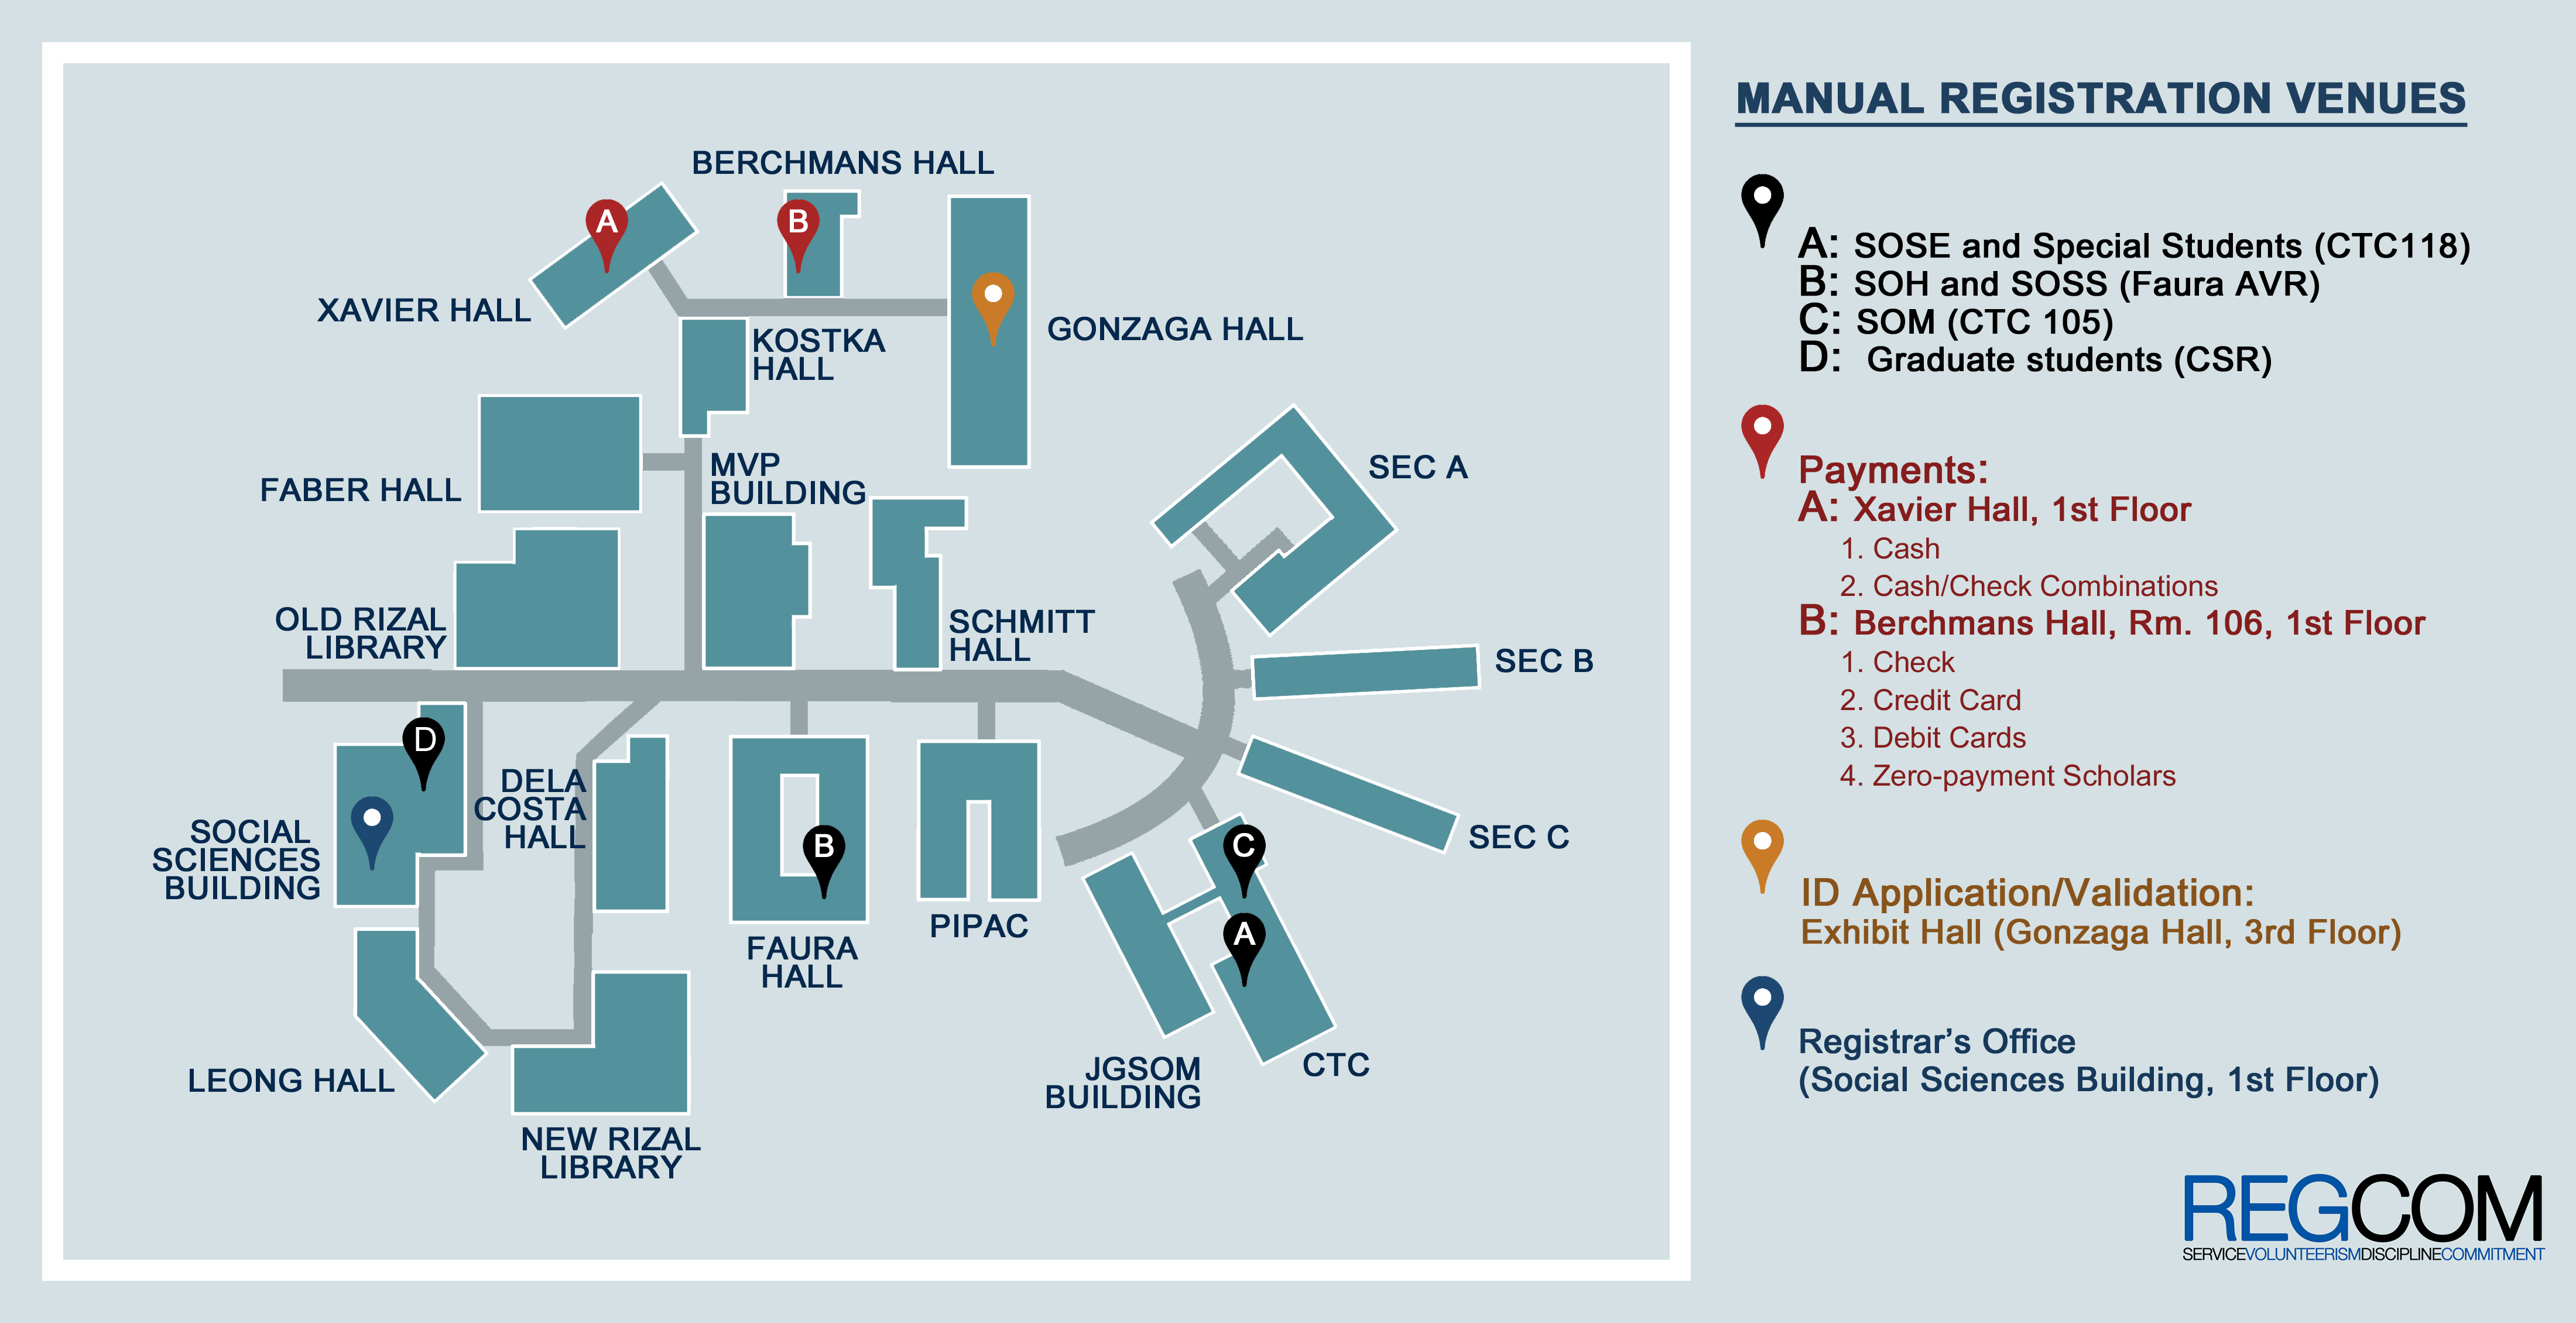 BERCHMANS HALL
A
B
XAVIER HALL
KOSTKA
HALL
GONZAGA HALL
FABER HALL
MVP
BUILDING
SEC A
OLD RIZAL
LIBRARY
SCHMITT
HALL
SEC B
D
DELA
COSTA
HALL
SOCIAL
SCIENCES
BUILDING
B
C
SEC C
A
FAURA
HALL
PIPAC
LEONG HALL
JGSOM
BUILDING
CTC
NEW RIZAL
LIBRARY
MANUAL REGISTRATION VENUES
A: SOSE and Special Students (CTC118)
B: SOH and SOSS (Faura AVR)
C: SOM (CTC 105)
D: Graduate students (CSR)
Payments:
A: Xavier Hall, 1st Floor
1. Cash
2. Cash/Check Combinations
B: Berchmans Hall, Rm. 106, 1st Floor
1. Check
2. Credit Card
3. Debit Cards
4. Zero-payment Scholars
ID Application/Validation:
Exhibit Hall (Gonzaga Hall, 3rd Floor)
Registrar’s Office
(Social Sciences Building, 1st Floor)
REGCOM
SERVICEVOLUNTEERISMDISCIPLINECOMMITMENT